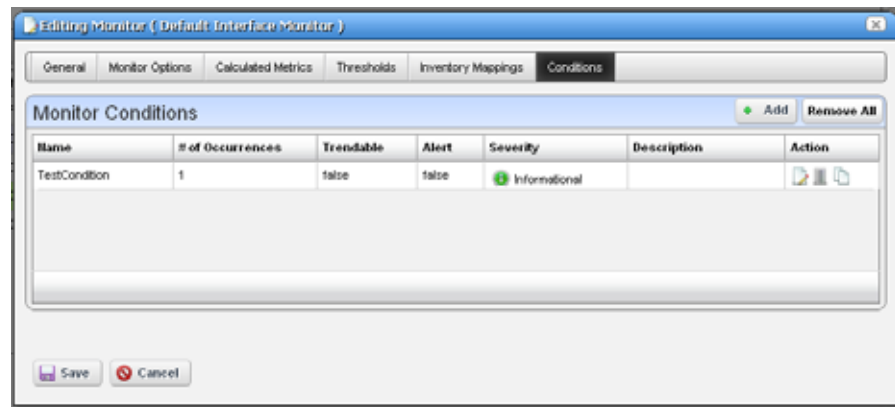 Editing Monitor ( Default Interface Monitor )
General Monitor Options Calculated Metrics Thresholds Inventory Mappings Conditions
Monitor Conditions Add Remove All
Name # of Occurrences Trendable Alert Severity Description Action
TestCondition 1 false false Informational
Save Cancel